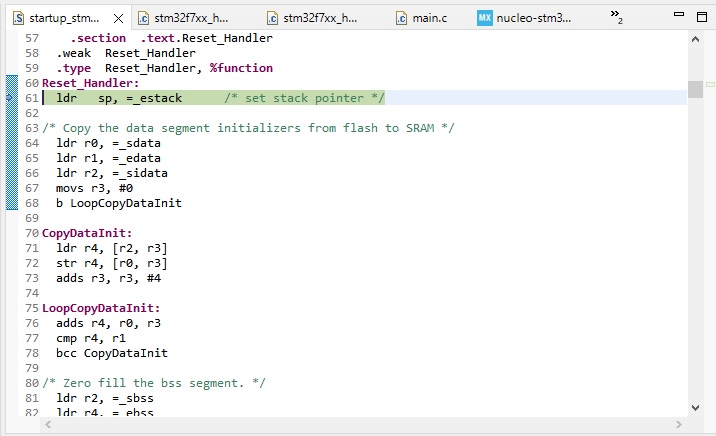 startup_stm...
stm32f7xx_h...
stm32f7xx_h...
main.c
nucleo-stm3...
»2
57 .section .text.Reset_Handler
58 .weak Reset_Handler
59 .type Reset_Handler, %function
60 Reset_Handler:
61 ldr sp, =_estack /* set stack pointer */
62
63 /* Copy the data segment initializers from flash to SRAM */
64 ldr r0, =_sdata
65 ldr r1, =_edata
66 ldr r2, =_sidata
67 movs r3, #0
68 b LoopCopyDataInit
69
70 CopyDataInit:
71 ldr r4, [r2, r3]
72 str r4, [r0, r3]
73 adds r3, r3, #4
74
75 LoopCopyDataInit:
76 adds r4, r0, r3
77 cmp r4, r1
78 bcc CopyDataInit
79
80 /* Zero fill the bss segment. */
81 ldr r2, =_sbss
82 ldr r4, =_ebss